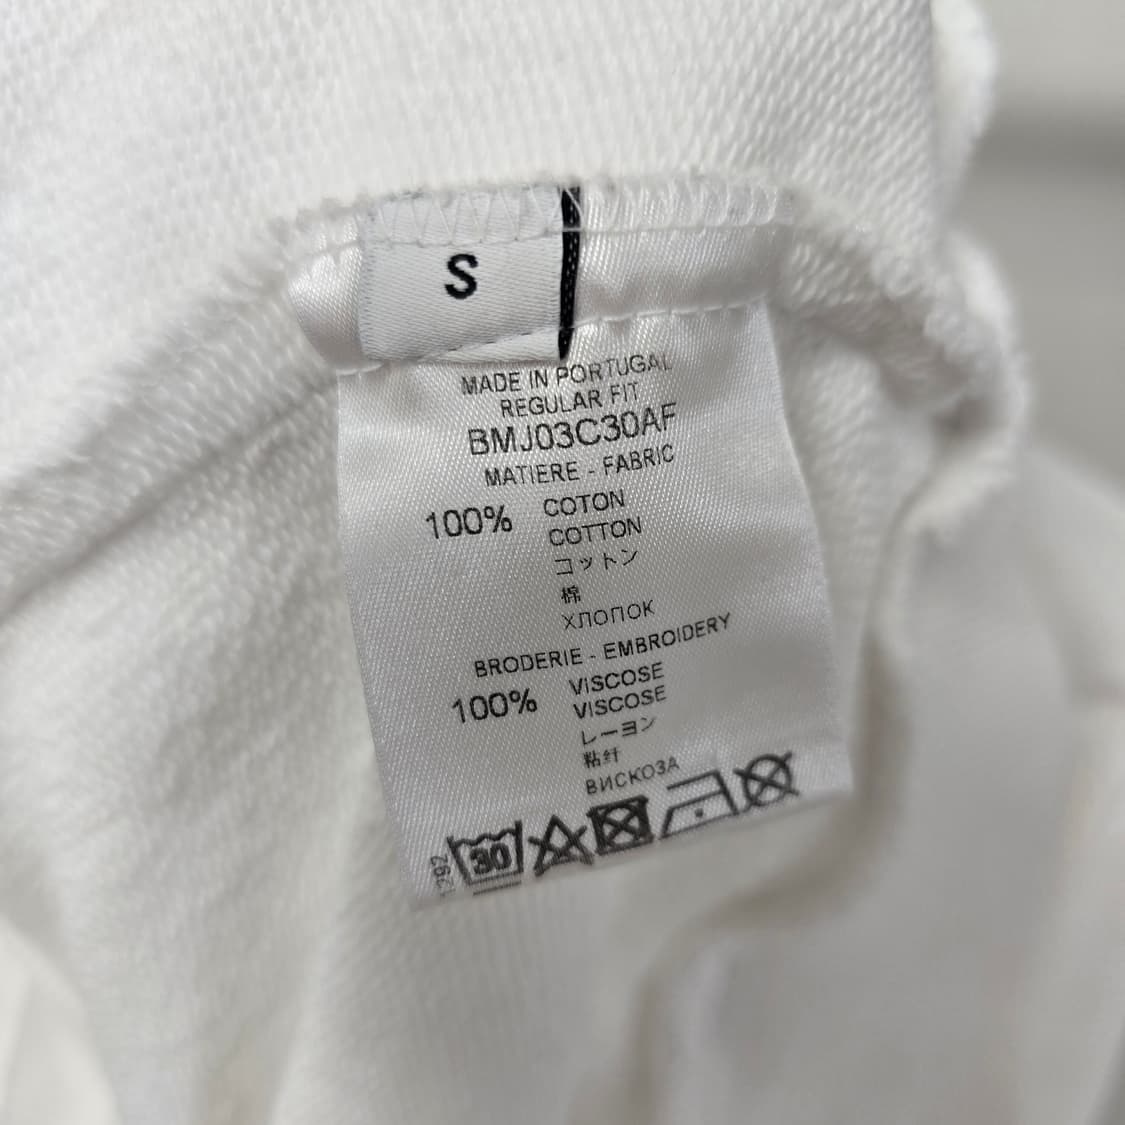 S
MADE IN PORTUGAL
REGULAR FIT
BMJ03C30AF
MATIERE - FABRIC
100% COTON
COTTON
コットン
棉
ХЛОПОК
BRODERIE - EMBROIDERY
100% VISCOSE
VISCOSE
レーヨン
粘纤
ВИСКОЗА
30